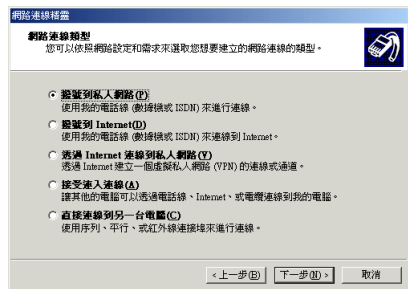 網路連線精靈
網路連線類型
您可以依照網路設定和需求來選取您想要建立的網路連線的類型。
撥號到私人網路(P)
使用我的電話線 (數據機或 ISDN) 來進行連線。
撥號到 Internet(D)
使用我的電話線 (數據機或 ISDN) 來連線到 Internet。
透過 Internet 連線到私人網路(V)
透過 Internet 建立一個虛擬私人網路 (VPN) 的連線或通道。
接受連入連線(A)
讓其他的電腦可以透過電話線、Internet、或電纜連線到我的電腦。
直接連線到另一台電腦(C)
使用序列、平行、或紅外線連接埠來進行連線。
<上一步(B) 下一步(N)> 取消